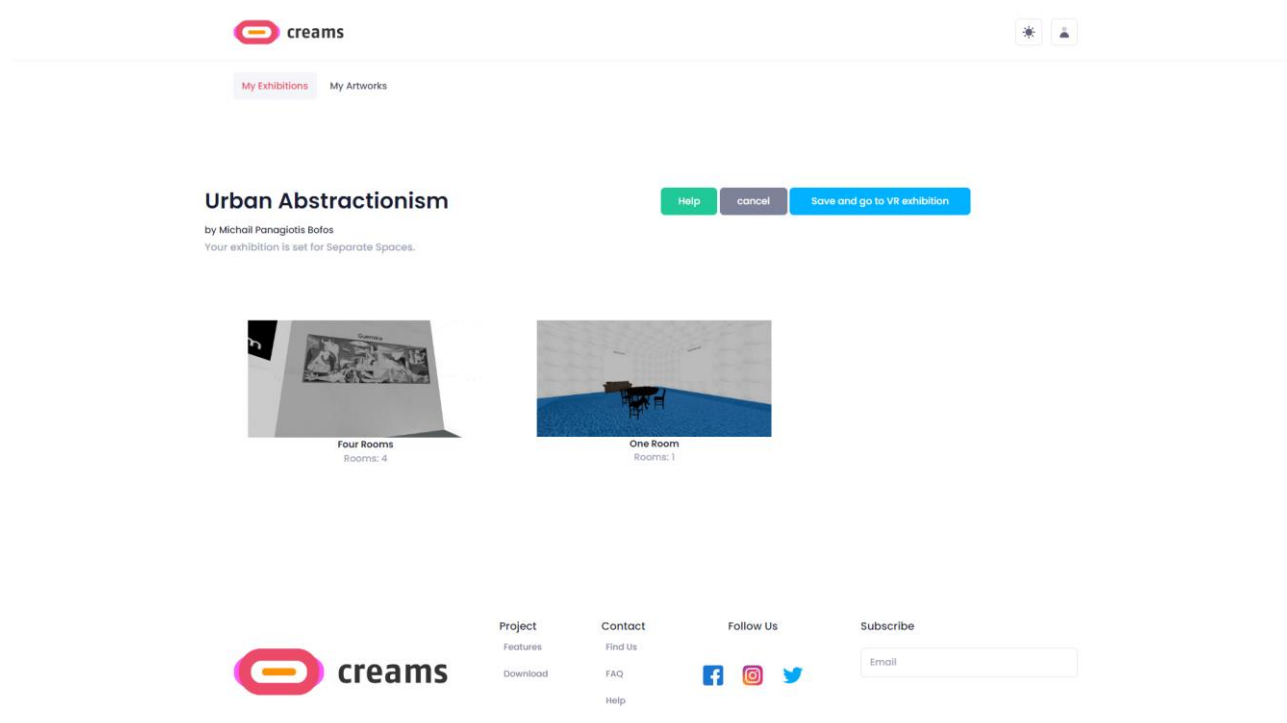 creams
My Exhibitions My Artworks
Urban Abstractionism
Help cancel Save and go to VR exhibition
by Michail Panagiotis Bofos
Your exhibition is set for Separate Spaces.
Guernica
Four Rooms
Rooms: 4
One Room
Rooms: 1
Project Contact Follow Us Subscribe
Features Find Us
Email
creams
Download FAQ
Help